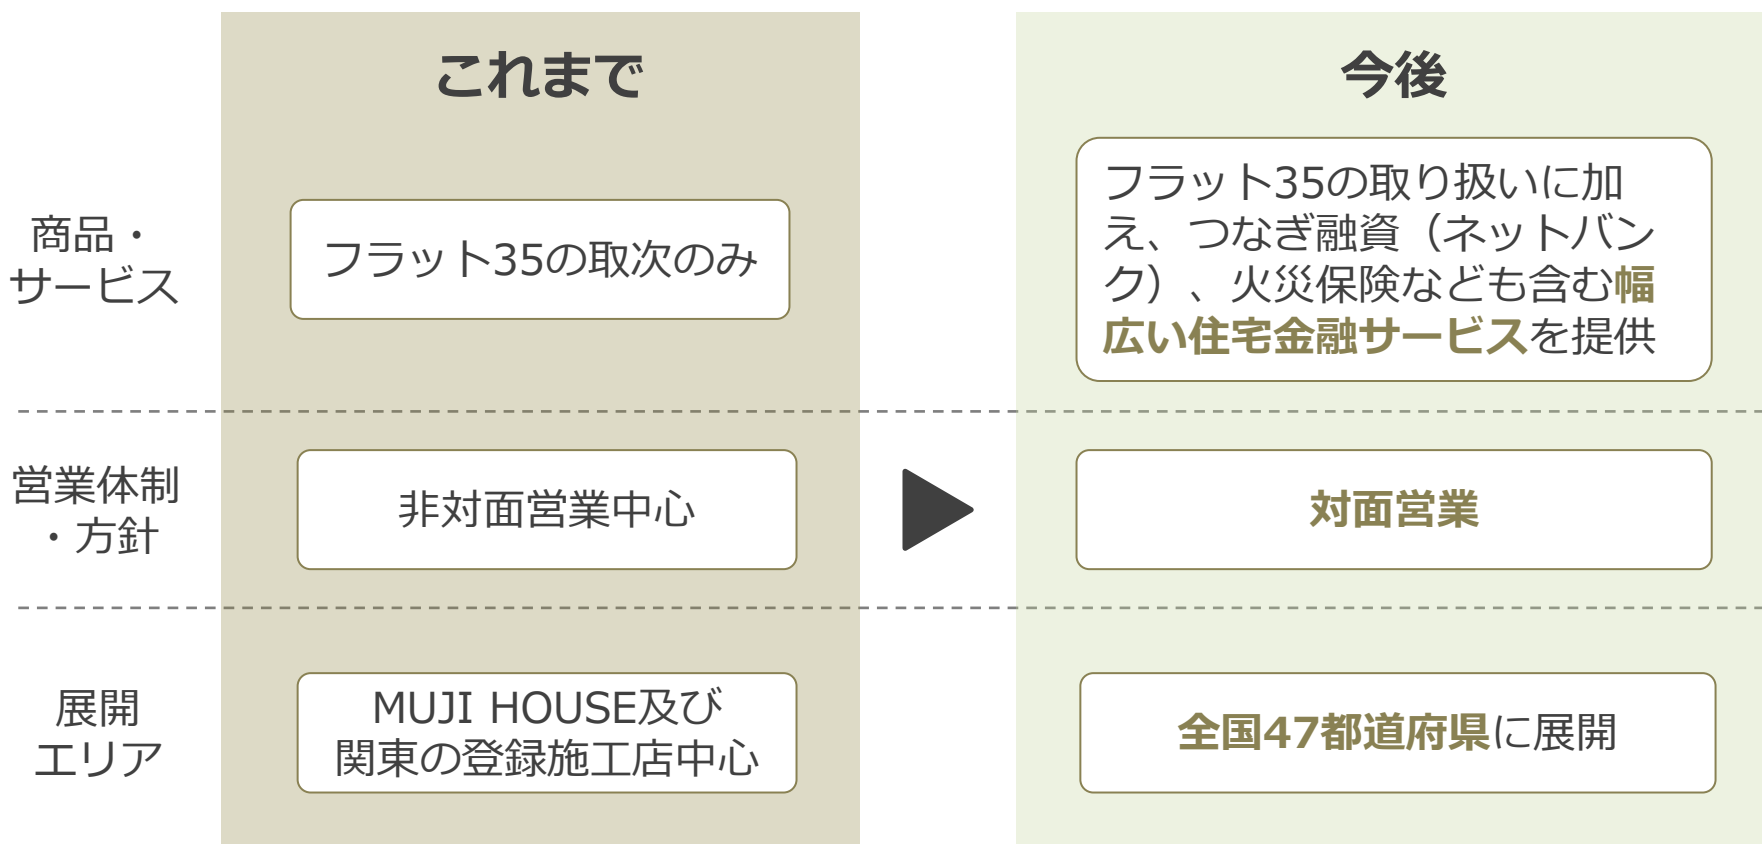 これまで
今後
商品・
サービス
フラット35の取次のみ
フラット35の取り扱いに加
え、つなぎ融資（ネットバン
ク）、火災保険なども含む幅
広い住宅金融サービスを提供
営業体制
・方針
非対面営業中心
対面営業
展開
エリア
MUJI HOUSE及び
関東の登録施工店中心
全国47都道府県に展開